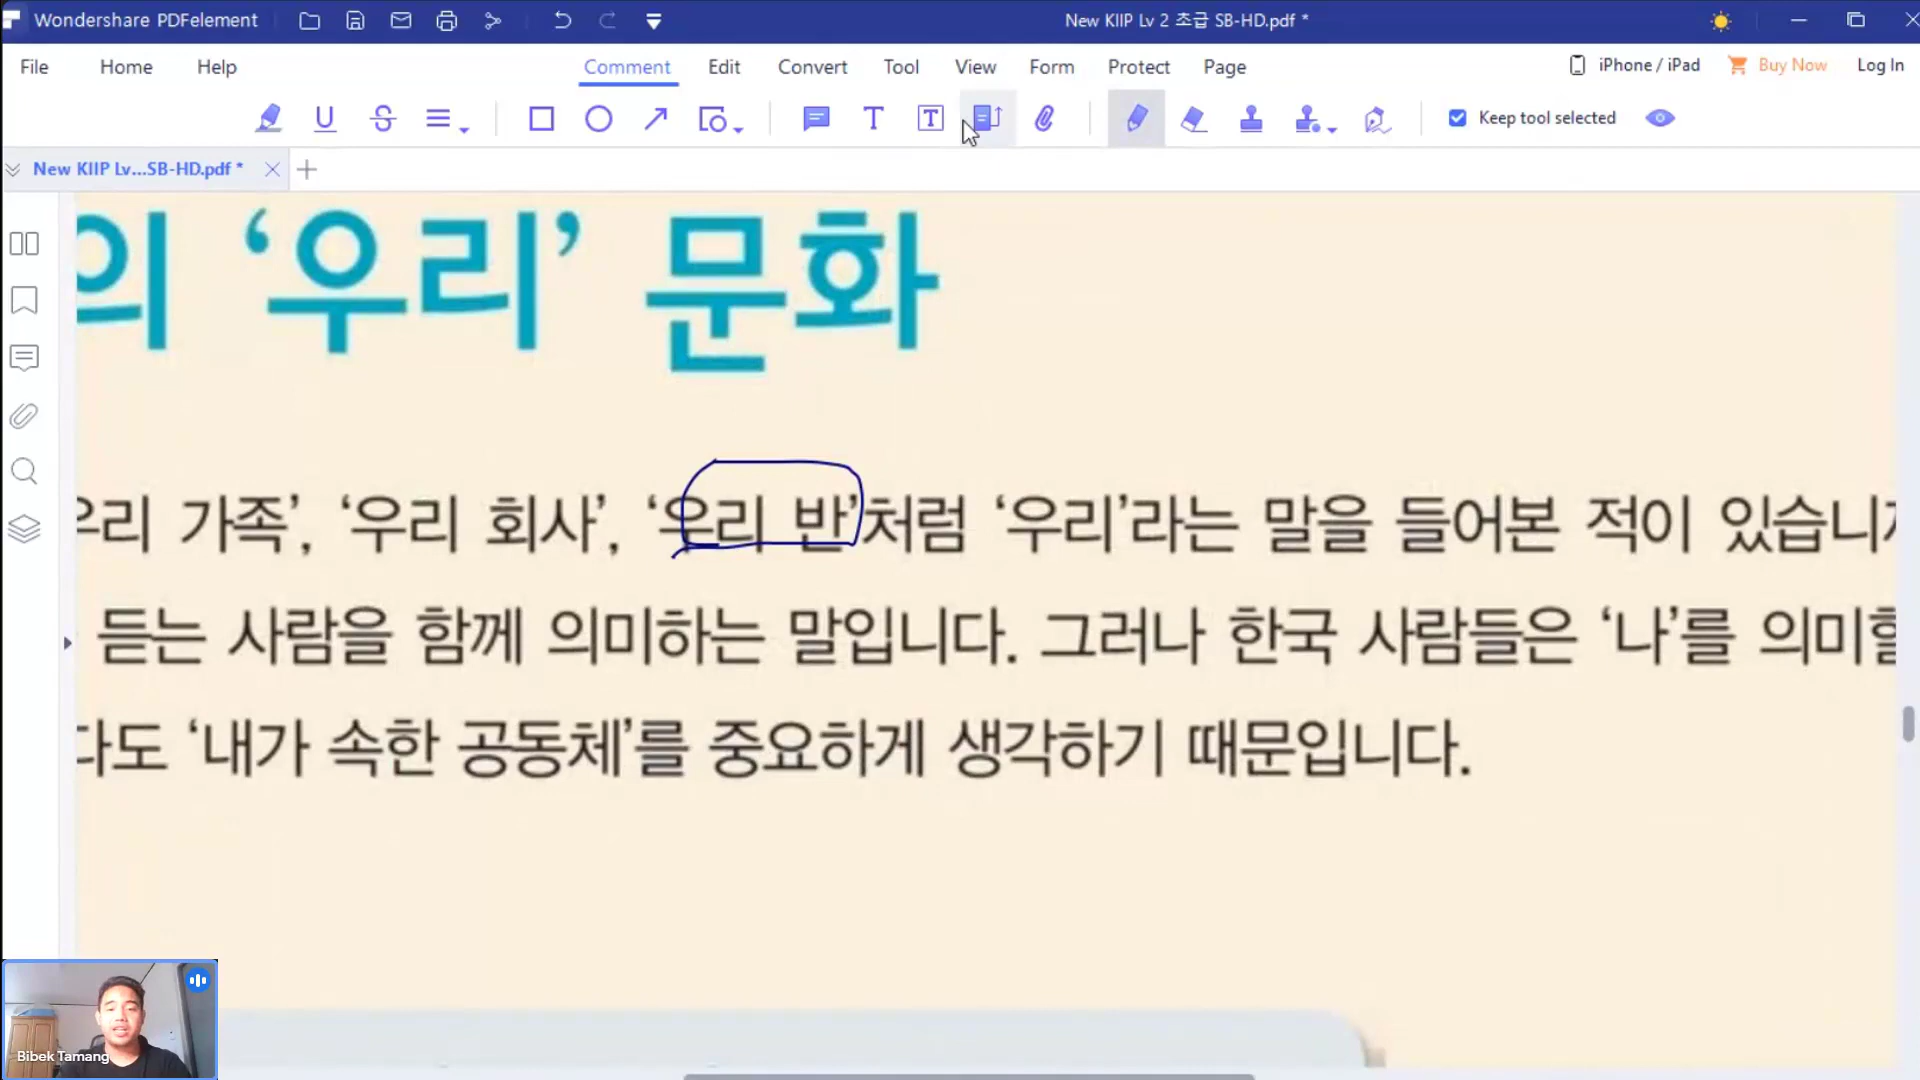 Wondershare PDFelement
New KIIP Lv 2 초급 SB-HD.pdf *
File Home Help Comment Edit Convert Tool View Form Protect Page iPhone / iPad Buy Now Log In
Keep tool selected
New KIIP Lv...SB-HD.pdf *
의 ‘우리’ 문화
우리 가족’, ‘우리 회사’, ‘우리 반’처럼 ‘우리’라는 말을 들어본 적이 있습니까
듣는 사람을 함께 의미하는 말입니다. 그러나 한국 사람들은 ‘나’를 의미할
다도 ‘내가 속한 공동체’를 중요하게 생각하기 때문입니다.
Bibek Tamang